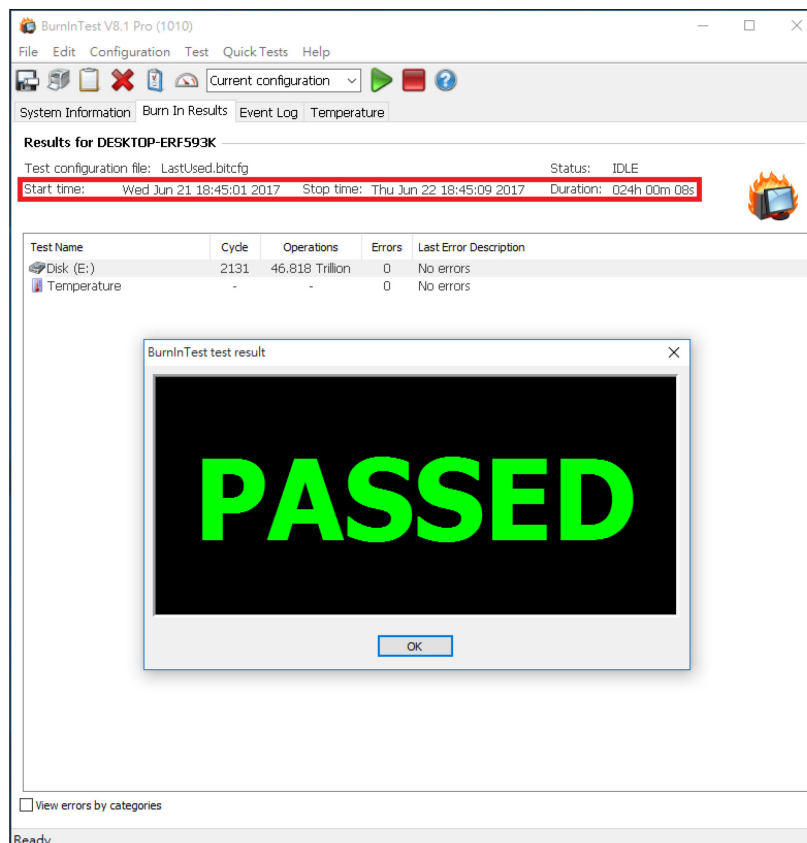 BurnInTest V8.1 Pro (1010)
File Edit Configuration Test Quick Tests Help
Current configuration
System Information Burn In Results Event Log Temperature
Results for DESKTOP-ERF593K
Test configuration file: LastUsed.bitcfg Status: IDLE
Start time: Wed Jun 21 18:45:01 2017 Stop time: Thu Jun 22 18:45:09 2017 Duration: 024h 00m 08s
Test Name Cycle Operations Errors Last Error Description
Disk (E:) 2131 46.818 Trillion 0 No errors
Temperature - - 0 No errors
BurnInTest test result
PASSED
OK
View errors by categories
Ready